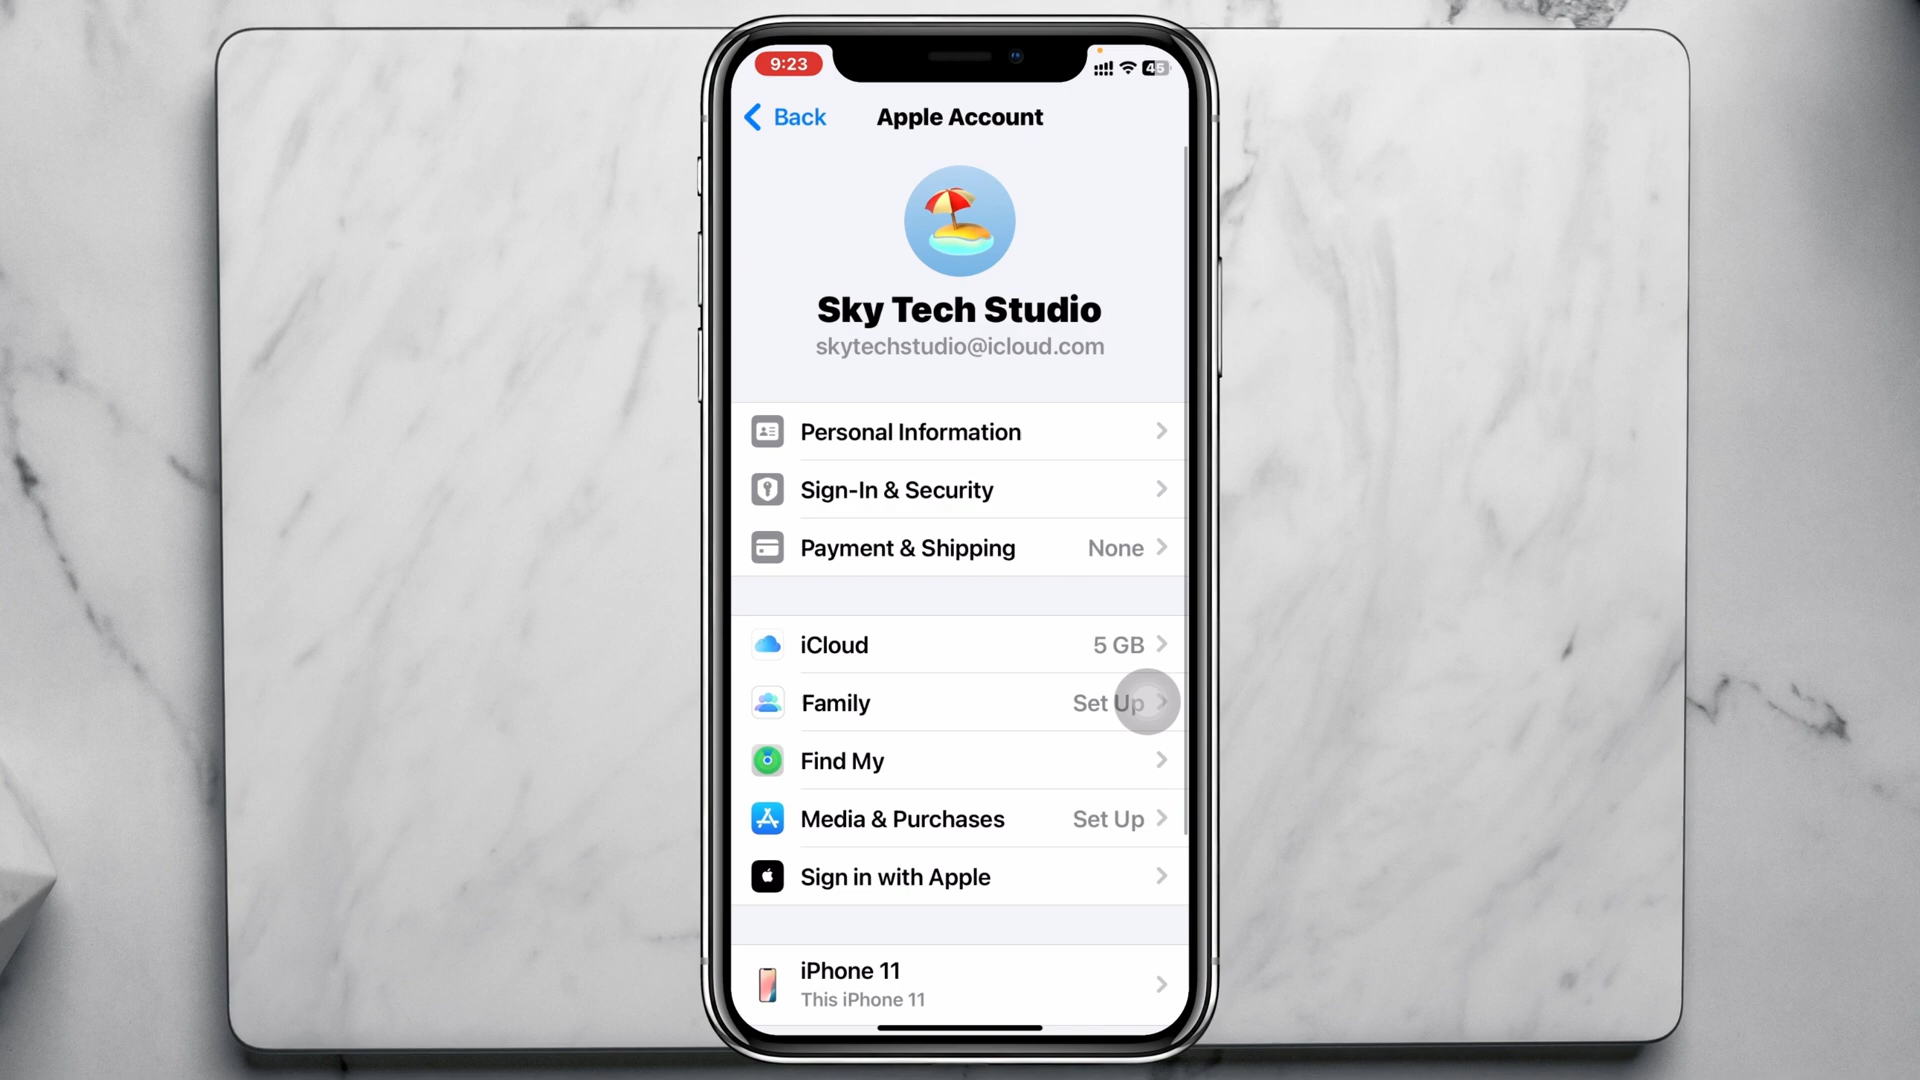 9:23
45
Back
Apple Account
Sky Tech Studio
skytechstudio@icloud.com
Personal Information
Sign-In & Security
Payment & Shipping None
iCloud 5 GB
Family Set Up
Find My
Media & Purchases Set Up
Sign in with Apple
iPhone 11
This iPhone 11